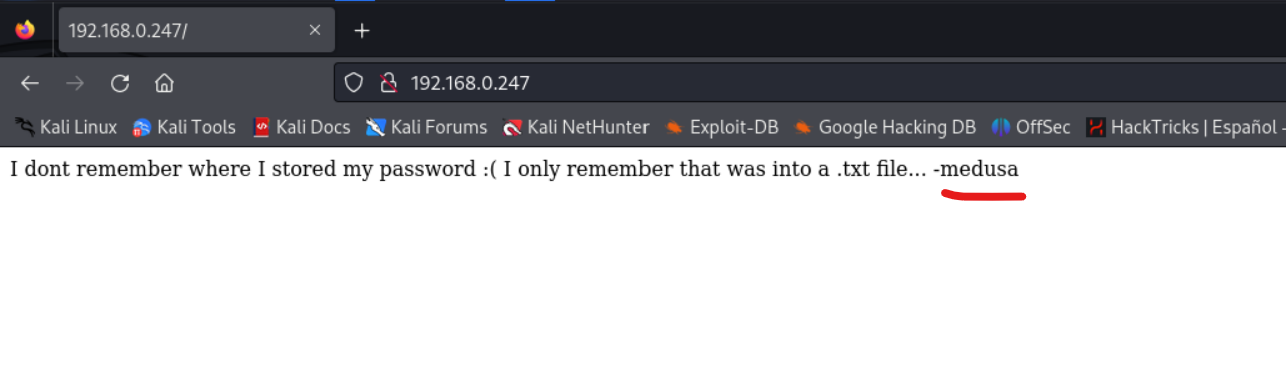 192.168.0.247/
192.168.0.247
Kali Linux Kali Tools Kali Docs Kali Forums Kali NetHunter Exploit-DB Google Hacking DB OffSec HackTricks | Español -
I dont remember where I stored my password :( I only remember that was into a .txt file... -medusa